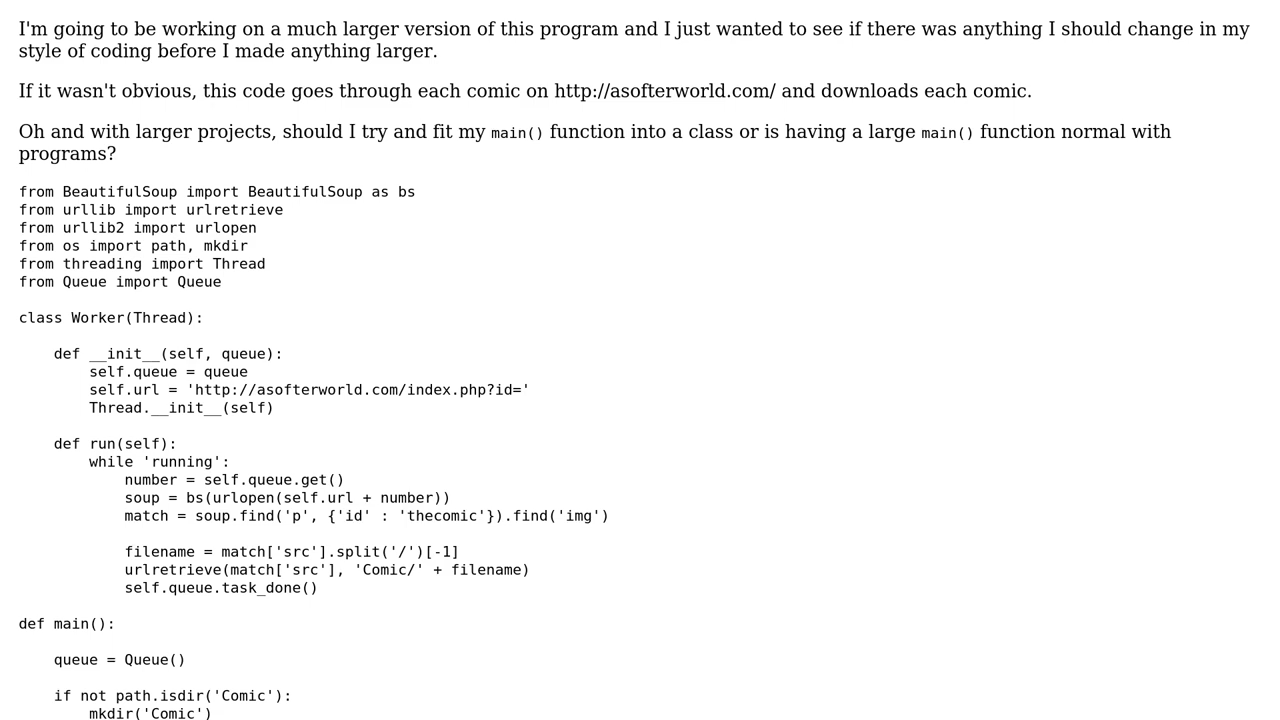 I'm going to be working on a much larger version of this program and I just wanted to see if there was anything I should change in my
style of coding before I made anything larger.
If it wasn't obvious, this code goes through each comic on http://asofterworld.com/ and downloads each comic.
Oh and with larger projects, should I try and fit my main() function into a class or is having a large main() function normal with
programs?
from BeautifulSoup import BeautifulSoup as bs
from urllib import urlretrieve
from urllib2 import urlopen
from os import path, mkdir
from threading import Thread
from Queue import Queue
class Worker(Thread):
    def __init__(self, queue):
        self.queue = queue
        self.url = 'http://asofterworld.com/index.php?id='
        Thread.__init__(self)
    def run(self):
        while 'running':
            number = self.queue.get()
            soup = bs(urlopen(self.url + number))
            match = soup.find('p', {'id' : 'thecomic'}).find('img')
            filename = match['src'].split('/')[-1]
            urlretrieve(match['src'], 'Comic/' + filename)
            self.queue.task_done()
def main():
    queue = Queue()
    if not path.isdir('Comic'):
        mkdir('Comic')